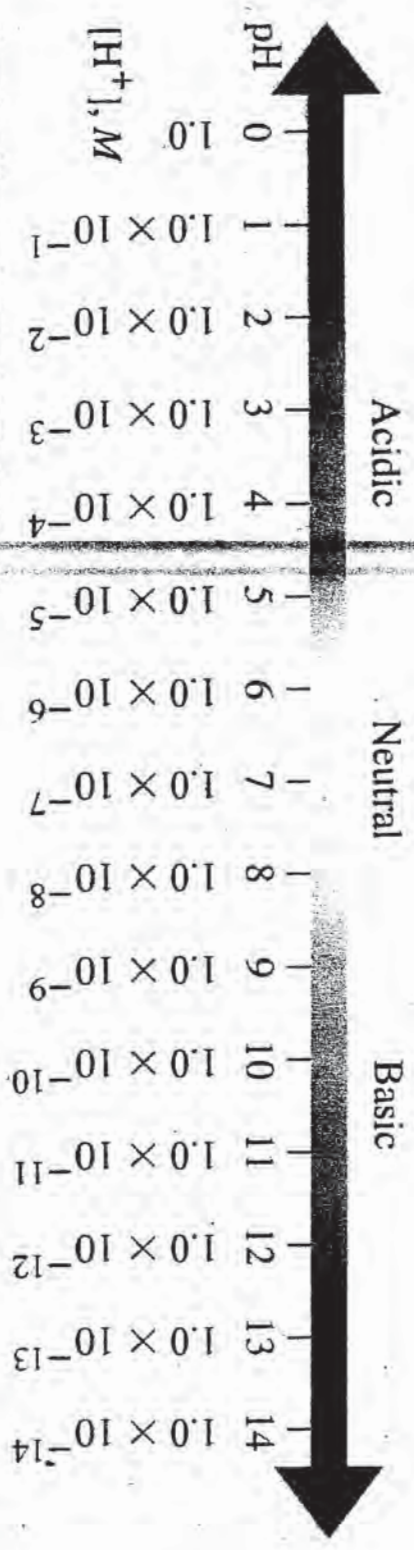 Acidic Neutral Basic
pH 0 1 2 3 4 5 6 7 8 9 10 11 12 13 14
[H⁺], M 1.0 1.0 × 10⁻¹ 1.0 × 10⁻² 1.0 × 10⁻³ 1.0 × 10⁻⁴ 1.0 × 10⁻⁵ 1.0 × 10⁻⁶ 1.0 × 10⁻⁷ 1.0 × 10⁻⁸ 1.0 × 10⁻⁹ 1.0 × 10⁻¹⁰ 1.0 × 10⁻¹¹ 1.0 × 10⁻¹² 1.0 × 10⁻¹³ 1.0 × 10⁻¹⁴